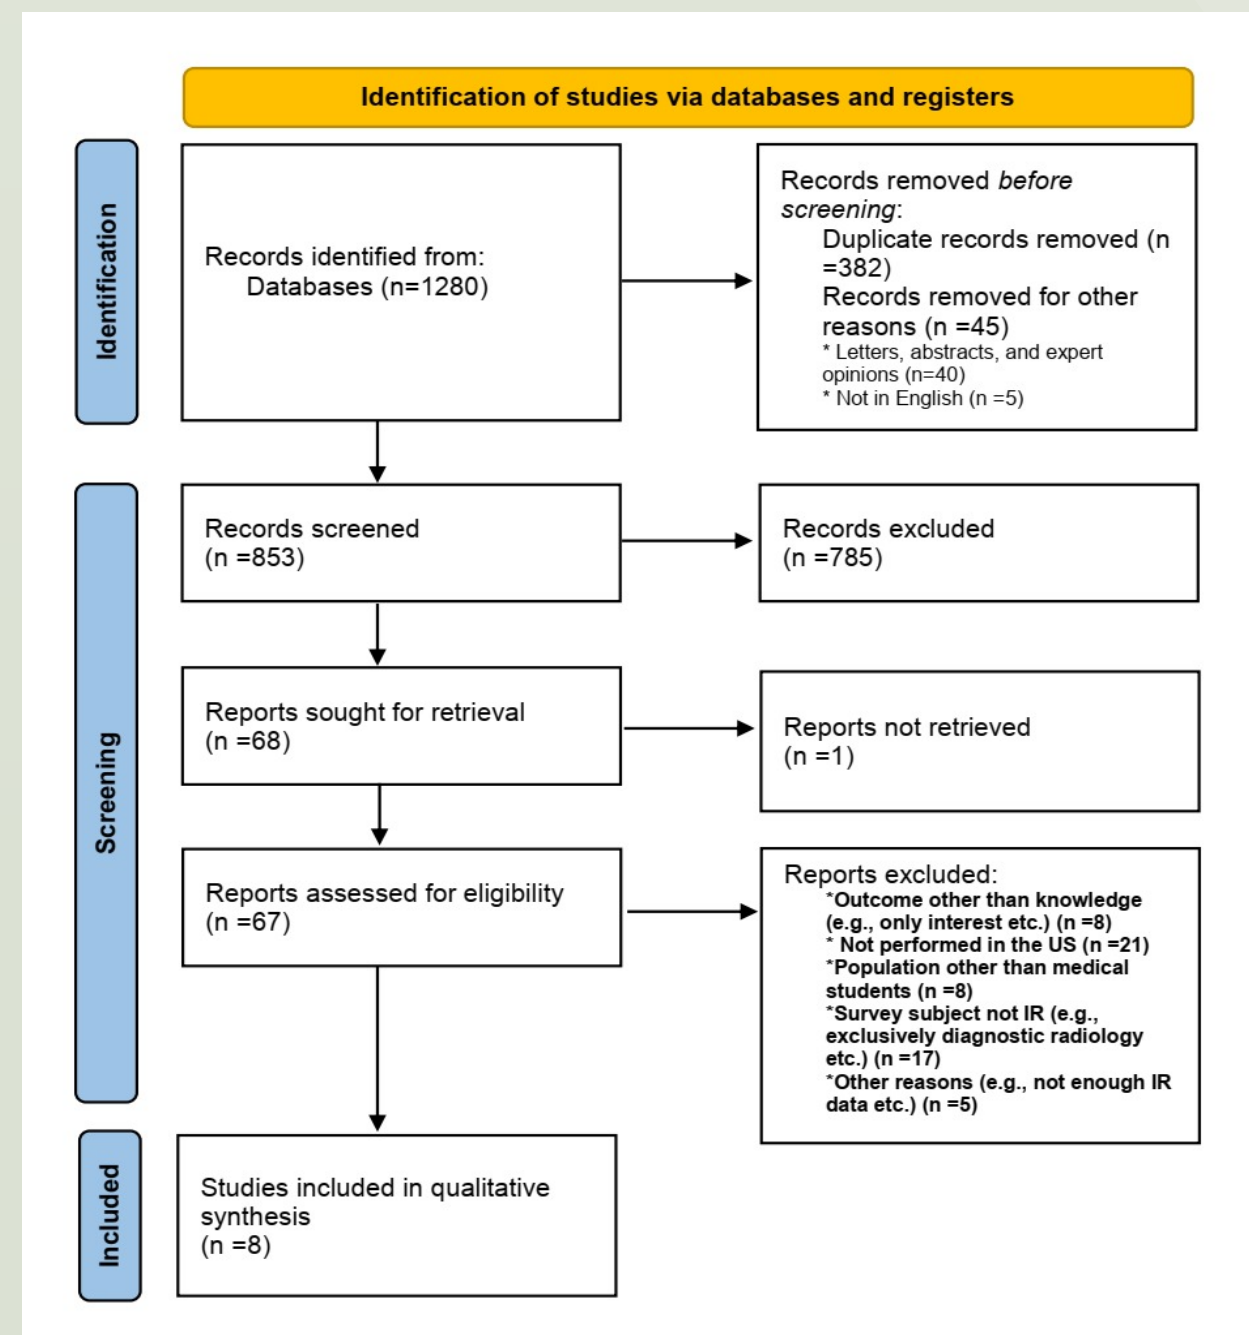 Identification of studies via databases and registers
Identification
Records identified from:
Databases (n=1280)
Records removed before
screening:
Duplicate records removed (n
=382)
Records removed for other
reasons (n =45)
* Letters, abstracts, and expert
opinions (n=40)
* Not in English (n =5)
Screening
Records screened
(n =853)
Records excluded
(n =785)
Reports sought for retrieval
(n =68)
Reports not retrieved
(n =1)
Reports assessed for eligibility
(n =67)
Reports excluded:
*Outcome other than knowledge
(e.g., only interest etc.) (n =8)
* Not performed in the US (n =21)
*Population other than medical
students (n =8)
*Survey subject not IR (e.g.,
exclusively diagnostic radiology
etc.) (n =17)
*Other reasons (e.g., not enough IR
data etc.) (n =5)
Included
Studies included in qualitative
synthesis
(n =8)